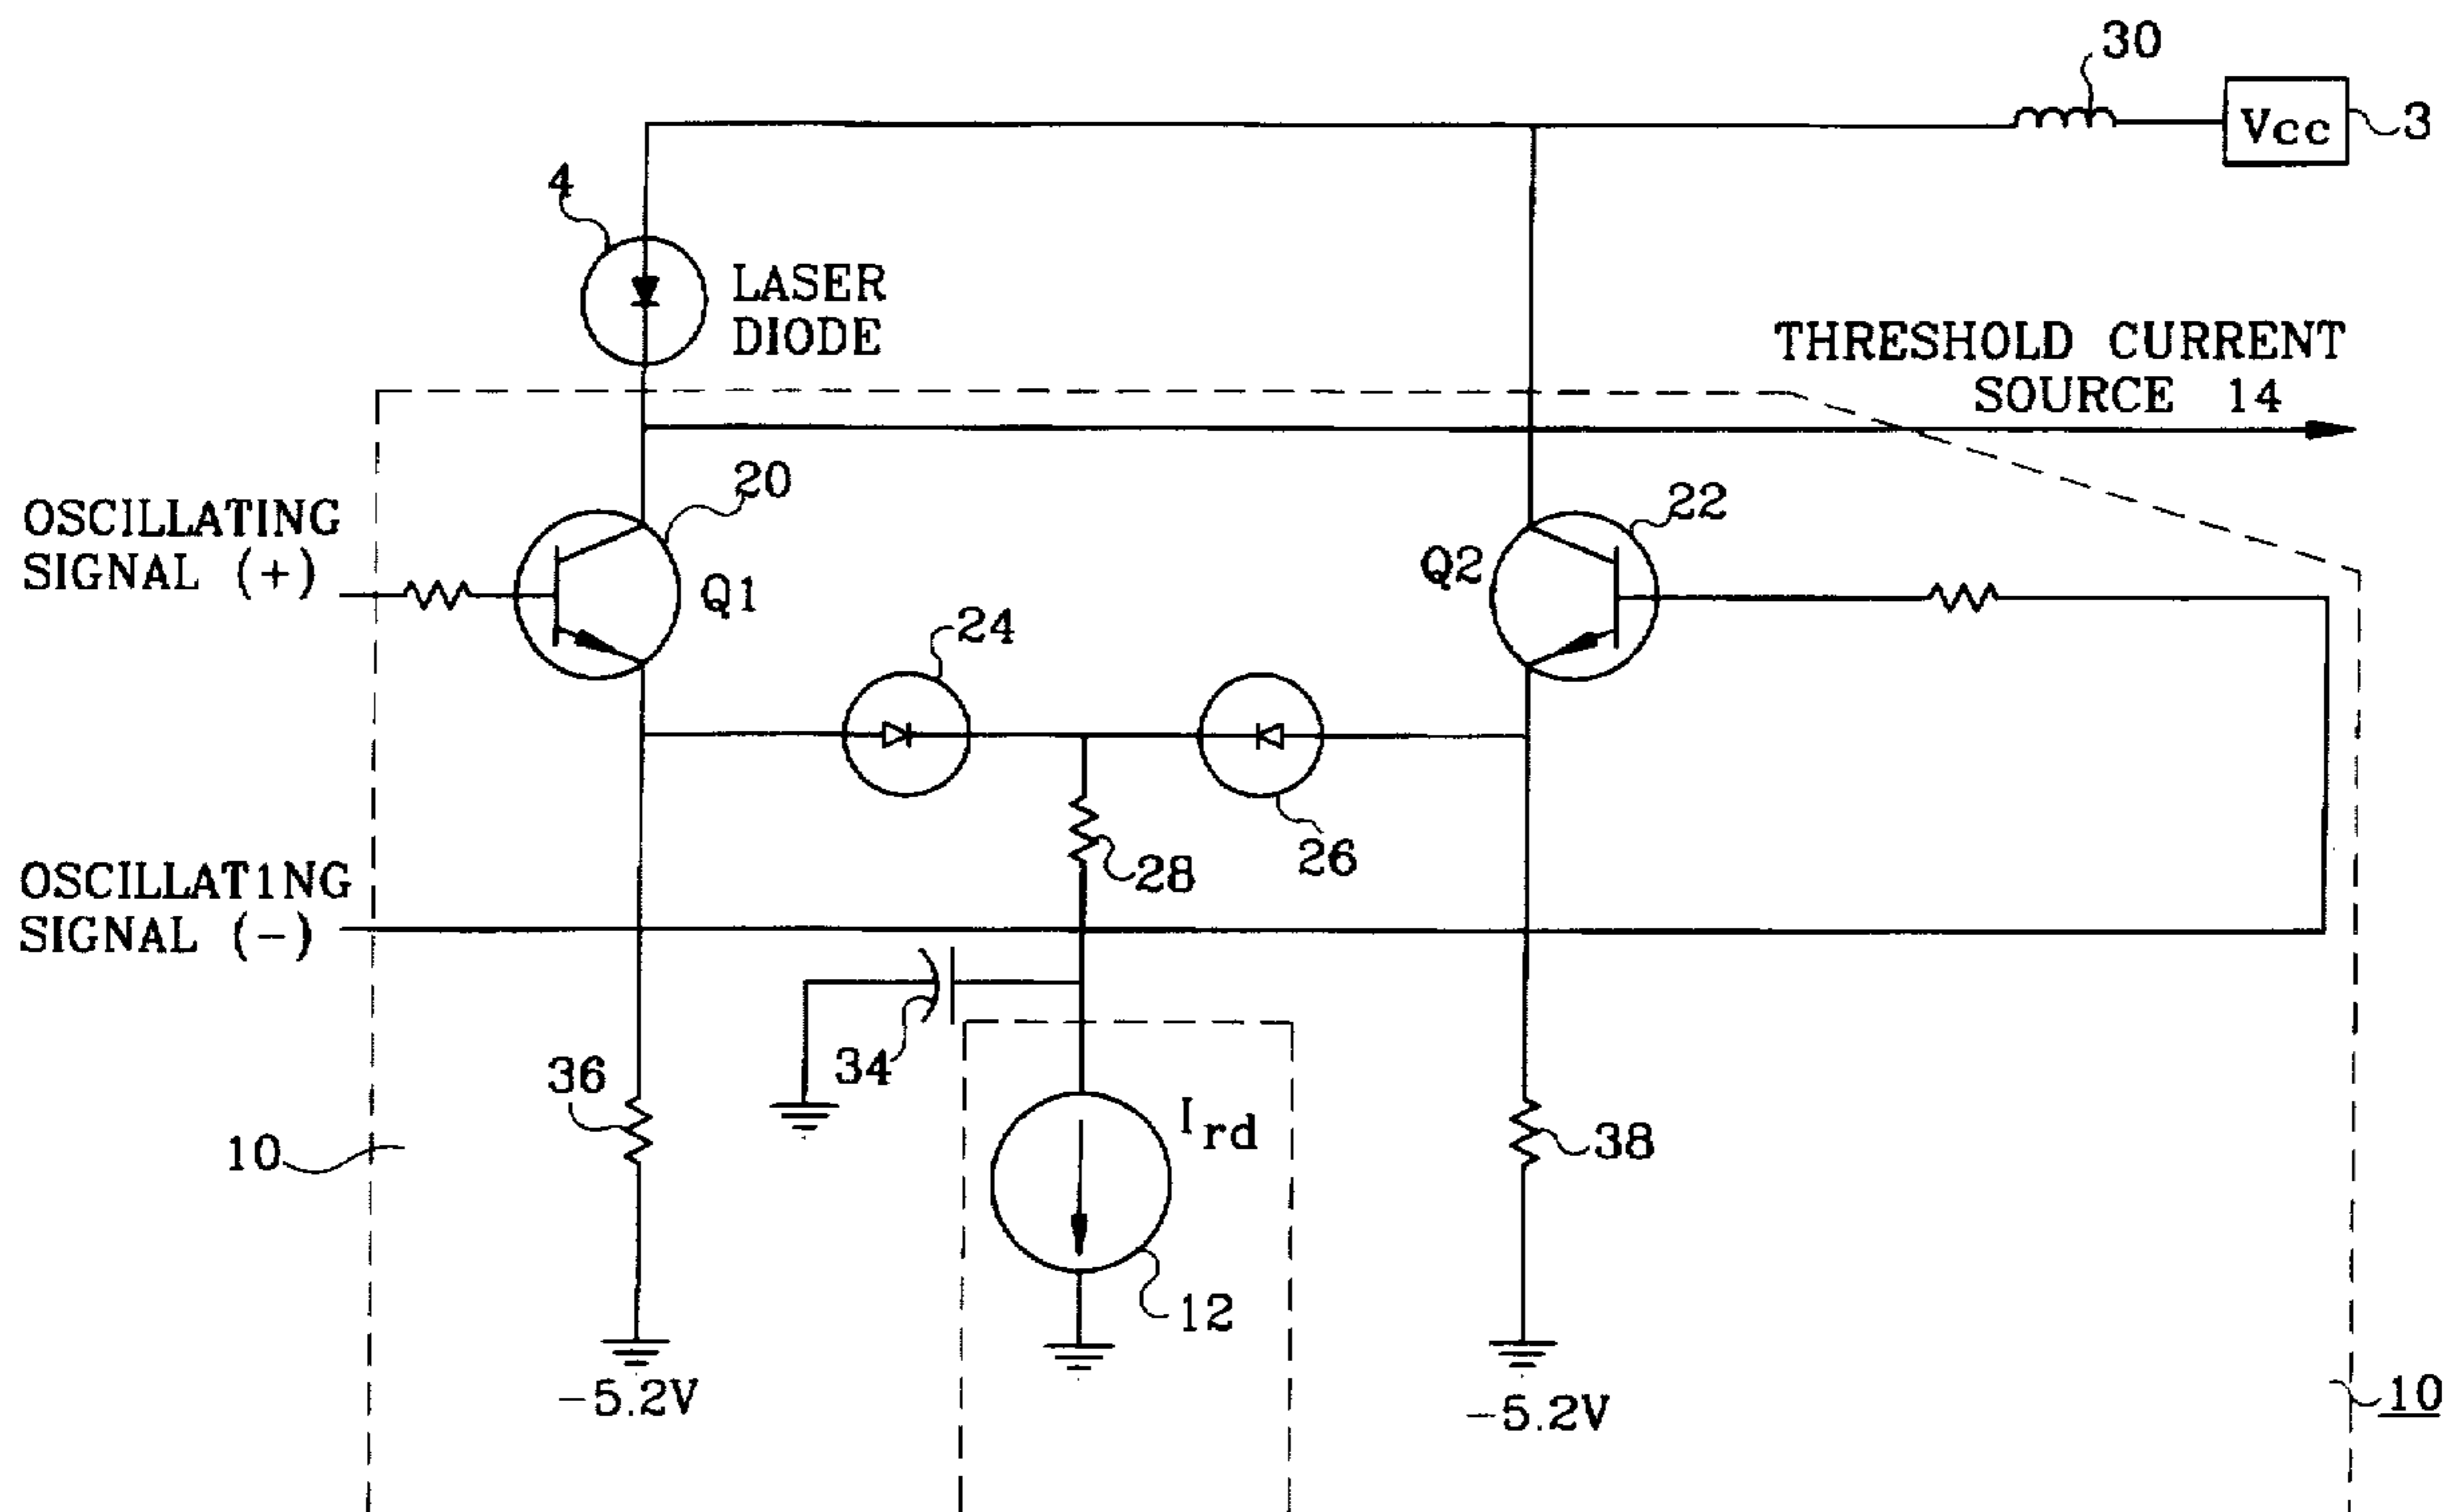 30
Vcc
3
4
LASER
DIODE
THRESHOLD CURRENT
SOURCE 14
20
22
OSCILLATING
SIGNAL (+)
Q1
Q2
24
26
28
OSCILLAT1NG
SIGNAL (-)
34
36
Ird
10
38
12
-5.2V
-5.2V
10